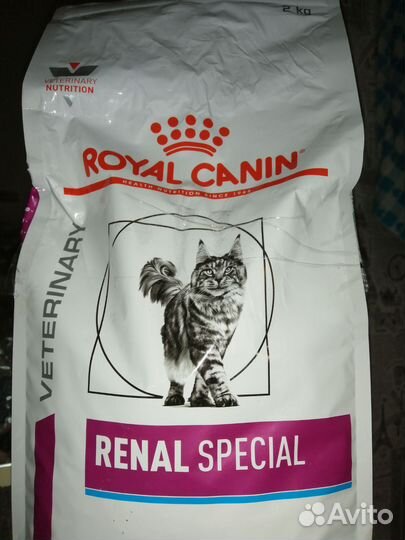 2 kg
VETERINARY
NUTRITION
ROYAL CANIN
HEALTH NUTRITION SINCE 1968
VETERINARY
RENAL SPECIAL
Avito